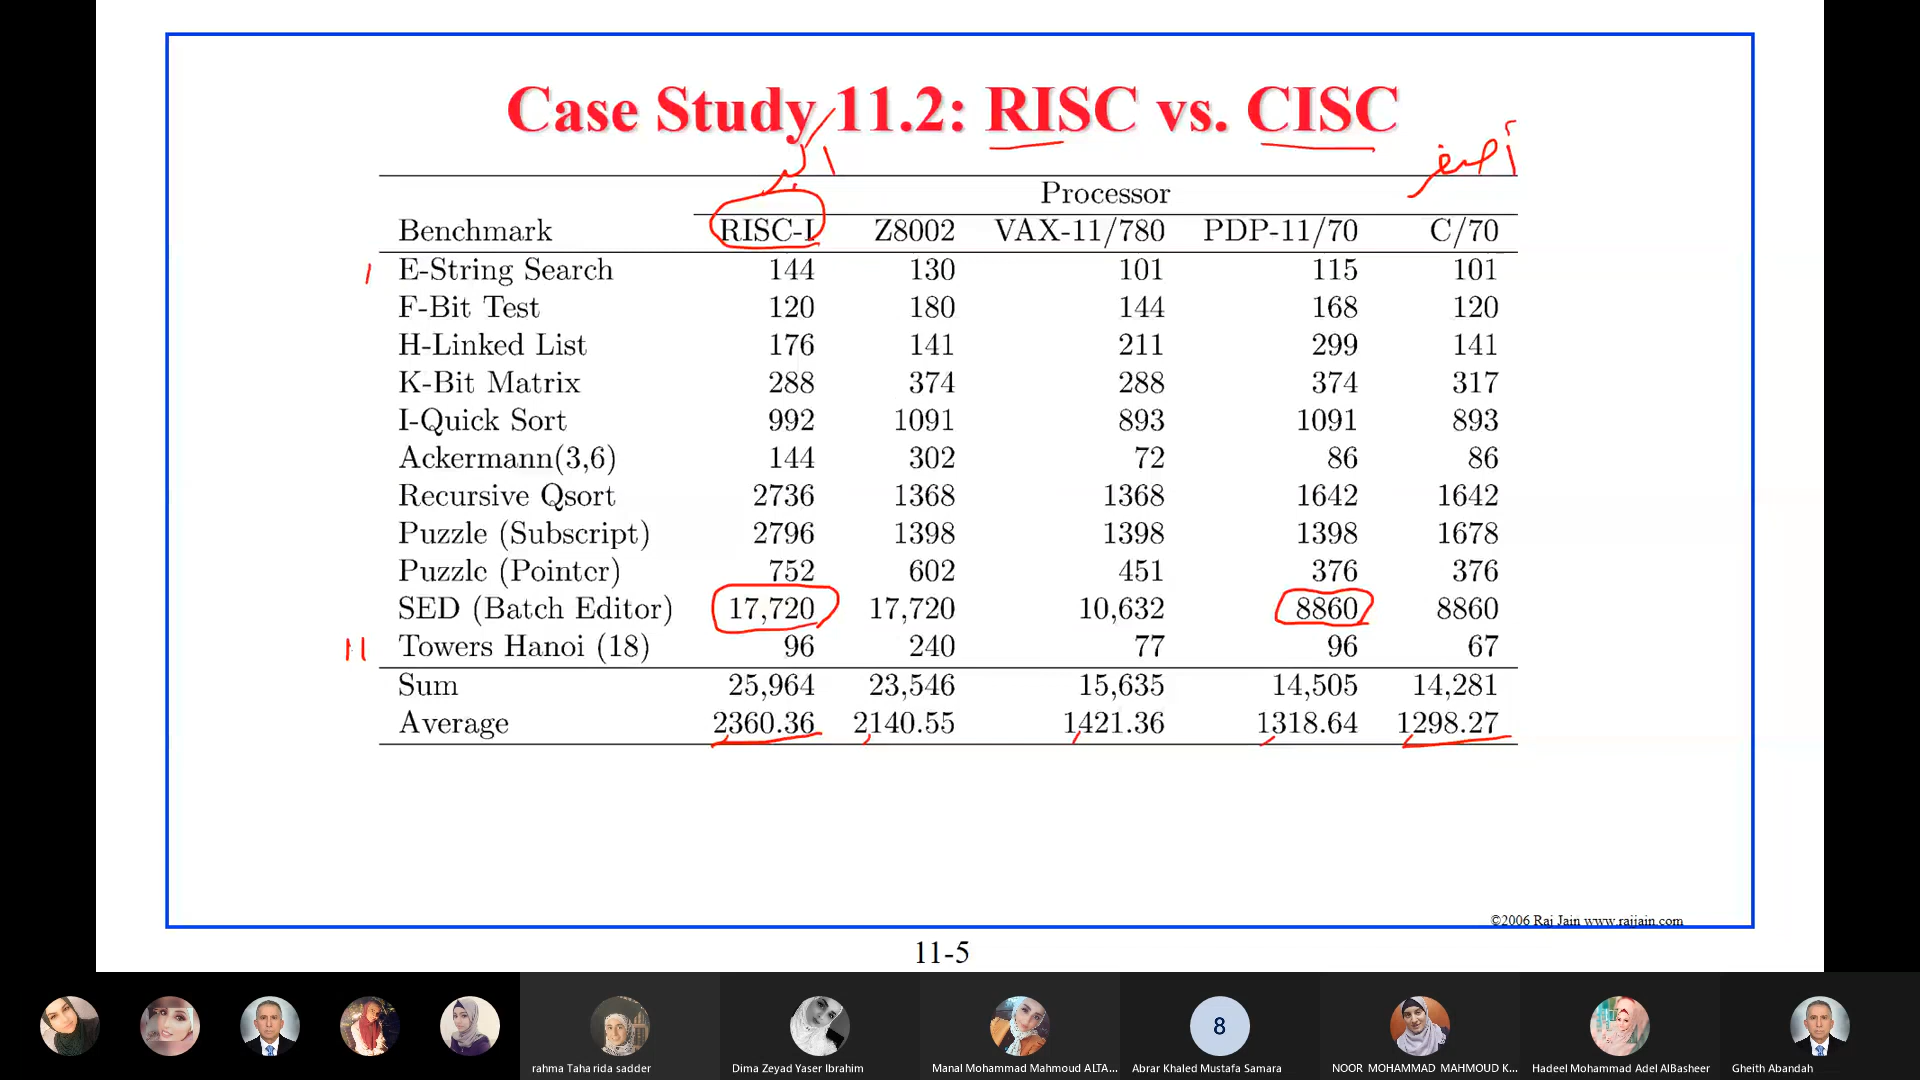 Case Study 11.2: RISC vs. CISC
أكبر
أصغر
Processor
Benchmark RISC-I Z8002 VAX-11/780 PDP-11/70 C/70
1 E-String Search 144 130 101 115 101
F-Bit Test 120 180 144 168 120
H-Linked List 176 141 211 299 141
K-Bit Matrix 288 374 288 374 317
I-Quick Sort 992 1091 893 1091 893
Ackermann(3,6) 144 302 72 86 86
Recursive Qsort 2736 1368 1368 1642 1642
Puzzle (Subscript) 2796 1398 1398 1398 1678
Puzzle (Pointer) 752 602 451 376 376
SED (Batch Editor) 17,720 17,720 10,632 8860 8860
11 Towers Hanoi (18) 96 240 77 96 67
Sum 25,964 23,546 15,635 14,505 14,281
Average 2360.36 2140.55 1421.36 1318.64 1298.27
©2006 Raj Jain www.rajjain.com
11-5
8
rahma Taha rida sadder Dima Zeyad Yaser Ibrahim Manal Mohammad Mahmoud ALTA... Abrar Khaled Mustafa Samara NOOR MOHAMMAD MAHMOUD K... Hadeel Mohammad Adel AlBasheer Gheith Abandah